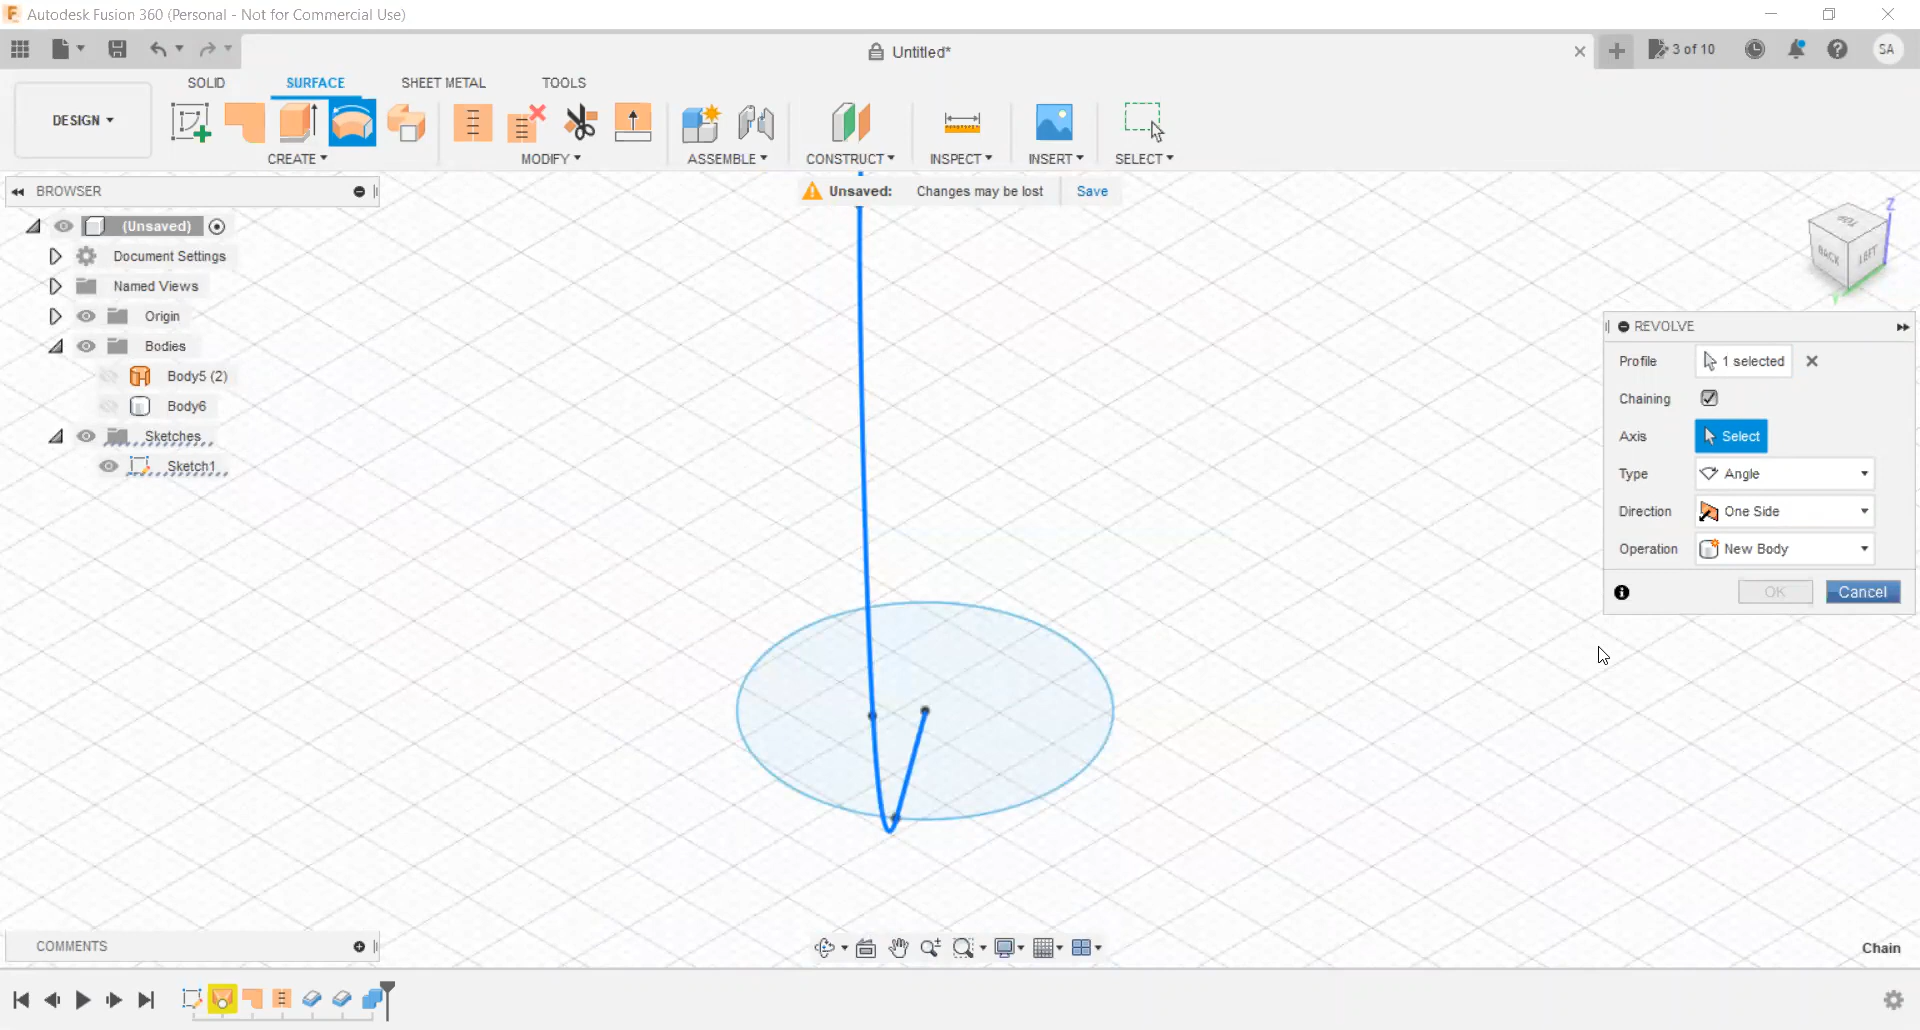 Autodesk Fusion 360 (Personal - Not for Commercial Use)
Untitled*
3 of 10
SA
SOLID
SURFACE
SHEET METAL
TOOLS
DESIGN
CREATE
MODIFY
ASSEMBLE
CONSTRUCT
INSPECT
INSERT
SELECT
BROWSER
Unsaved: Changes may be lost Save
(Unsaved)
Document Settings
Named Views
Origin
Bodies
Body5 (2)
Body6
Sketches
Sketch1
TOP
BACK
LEFT
Z
Y
REVOLVE
Profile 1 selected
Chaining
Axis Select
Type Angle
Direction One Side
Operation New Body
OK Cancel
COMMENTS
Chain